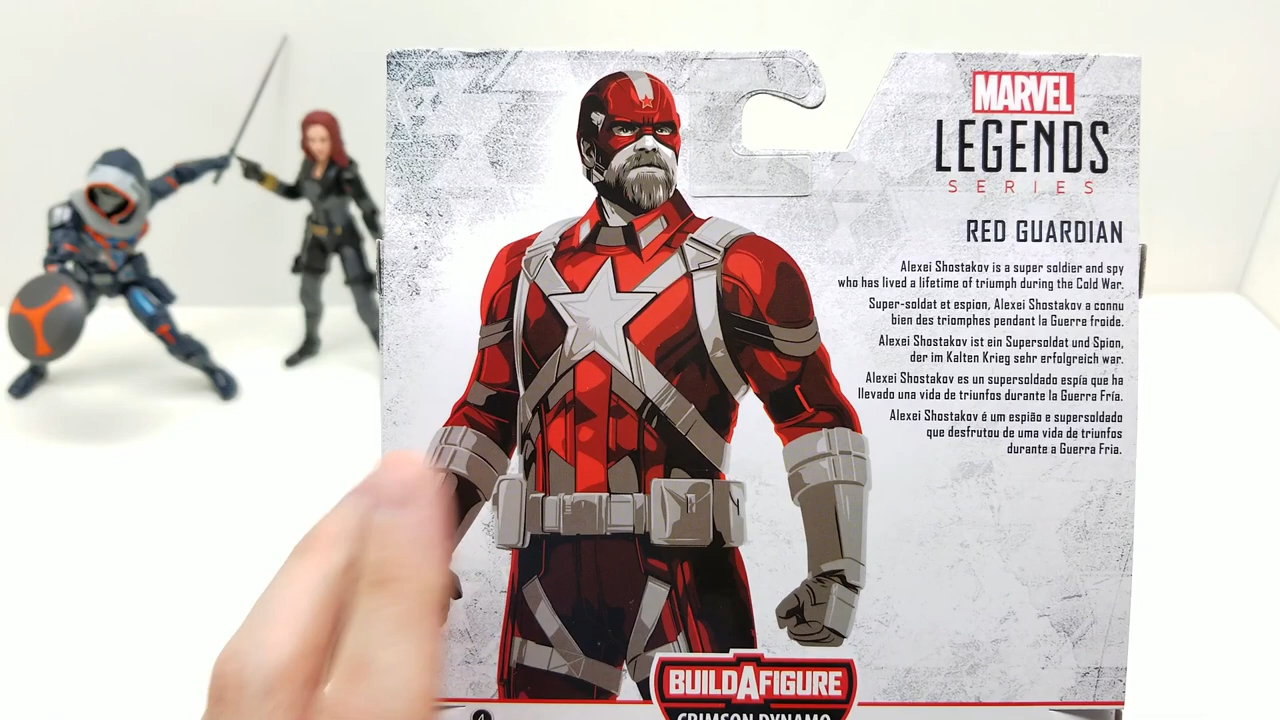 MARVEL
LEGENDS
SERIES
RED GUARDIAN
Alexei Shostakov is a super soldier and spy
who has lived a lifetime of triumph during the Cold War.
Super-soldat et espion, Alexei Shostakov a connu
bien des triomphes pendant la Guerre froide.
Alexei Shostakov ist ein Supersoldat und Spion,
der im Kalten Krieg sehr erfolgreich war.
Alexei Shostakov es un supersoldado espía que ha
llevado una vida de triunfos durante la Guerra Fría.
Alexei Shostakov é um espião e supersoldado
que desfrutou de uma vida de triunfos
durante a Guerra Fria.
BUILDAFIGURE
CRIMSON DYNAMO